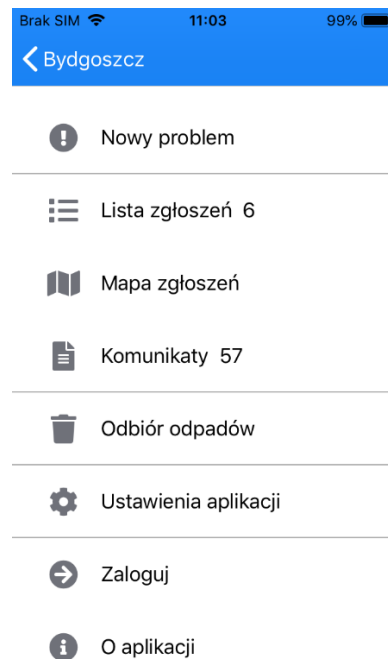 Brak SIM 11:03 99%
Bydgoszcz
Nowy problem
Lista zgłoszeń 6
Mapa zgłoszeń
Komunikaty 57
Odbiór odpadów
Ustawienia aplikacji
Zaloguj
O aplikacji